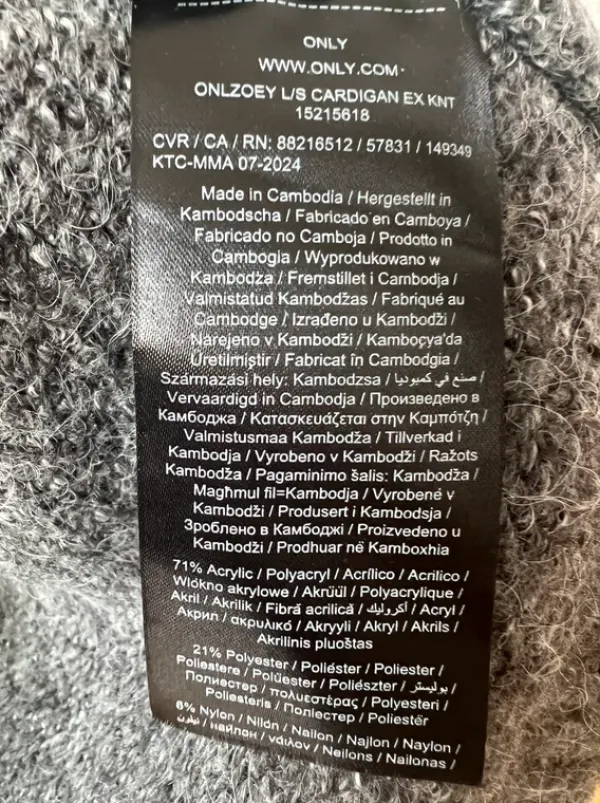 ONLY
WWW.ONLY.COM
ONLZOEY L/S CARDIGAN EX KNT
15215618
CVR / CA / RN: 88216512 / 57831 / 149349
KTC-MMA 07-2024
Made in Cambodia / Hergestellt in
Kambodscha / Fabricado en Camboya /
Fabricado no Camboja / Prodotto in
Cambogia / Wyprodukowano w
Kambodża / Fremstillet i Cambodja /
Valmistatud Kambodžas / Fabriqué au
Cambodge / Izrađeno u Kambodži /
Narejeno v Kambodži / Kamboçya'da
Üretilmiştir / Fabricat în Cambodgia /
Származási hely: Kambodzsa / صنع في كمبوديا /
Vervaardigd in Cambodja / Произведено в
Камбоджа / Κατασκευάζεται στην Καμπότζη /
Valmistusmaa Kambodža / Tillverkad i
Kambodja / Vyrobeno v Kambodži / Ražots
Kambodža / Pagaminimo šalis: Kambodža /
Magħmul fil=Kambodja / Vyrobené v
Kambodži / Produsert i Kambodsja /
Зроблено в Камбоджі / Proizvedeno u
Kambodži / Prodhuar në Kamboxhia
71% Acrylic / Polyacryl / Acrílico / Acrilico /
Włókno akrylowe / Akrüül / Polyacrylique /
Akril / Akrilik / Fibră acrilică / أكروليك / Acryl /
Акрил / ακρυλικό / Akryyli / Akryl / Akrils /
Akrilinis pluoštas
21% Polyester / Poliéster / Poliester /
Poliestere / Polüester / Poliészter / بوليستر /
Полиестер / πολυεστέρας / Polyesteri /
Poliesteris / Поліестер / Poliestër
6% Nylon / Nilón / Nailon / Najlon / Naylon /
نيلون / найлон / νάιλον / Neilons / Nailonas /